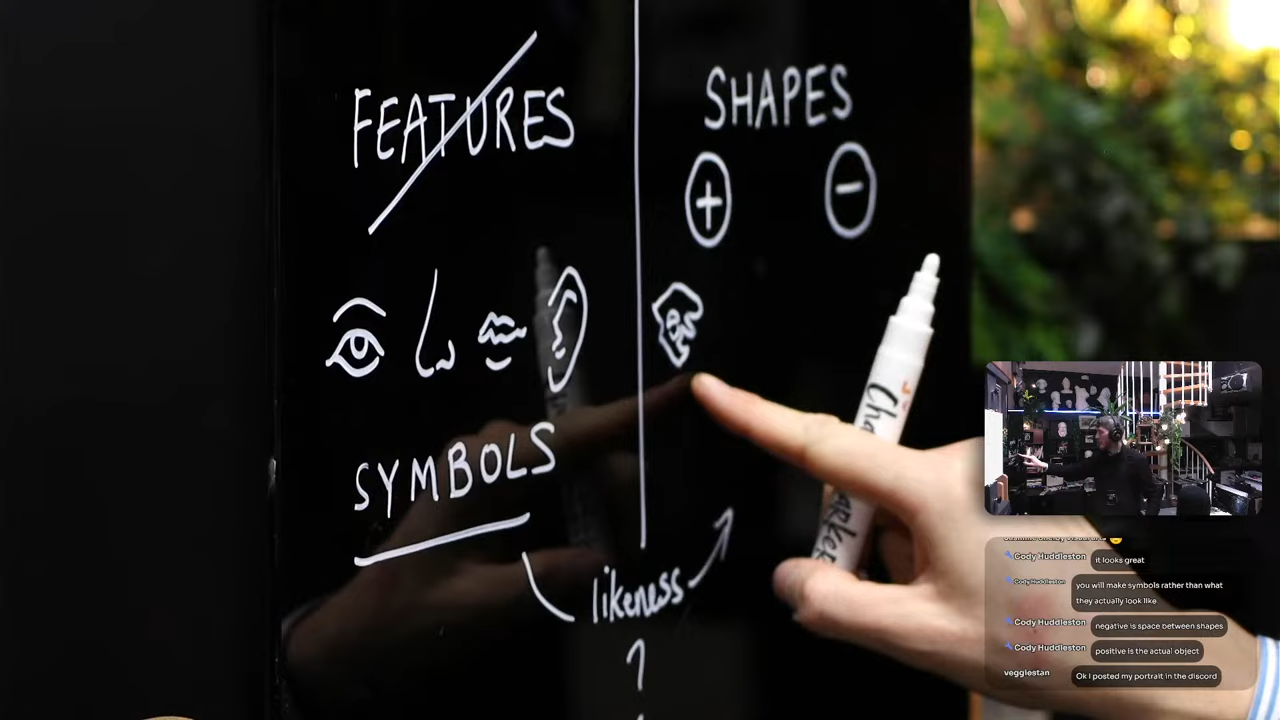 FEATURES
SHAPES
+
−
SYMBOLS
likeness
?
Cha
arker
Cody Huddleston it looks great
Cody Huddleston you will make symbols rather than what
they actually look like
Cody Huddleston negative is space between shapes
Cody Huddleston positive is the actual object
veggiestan Ok I posted my portrait in the discord